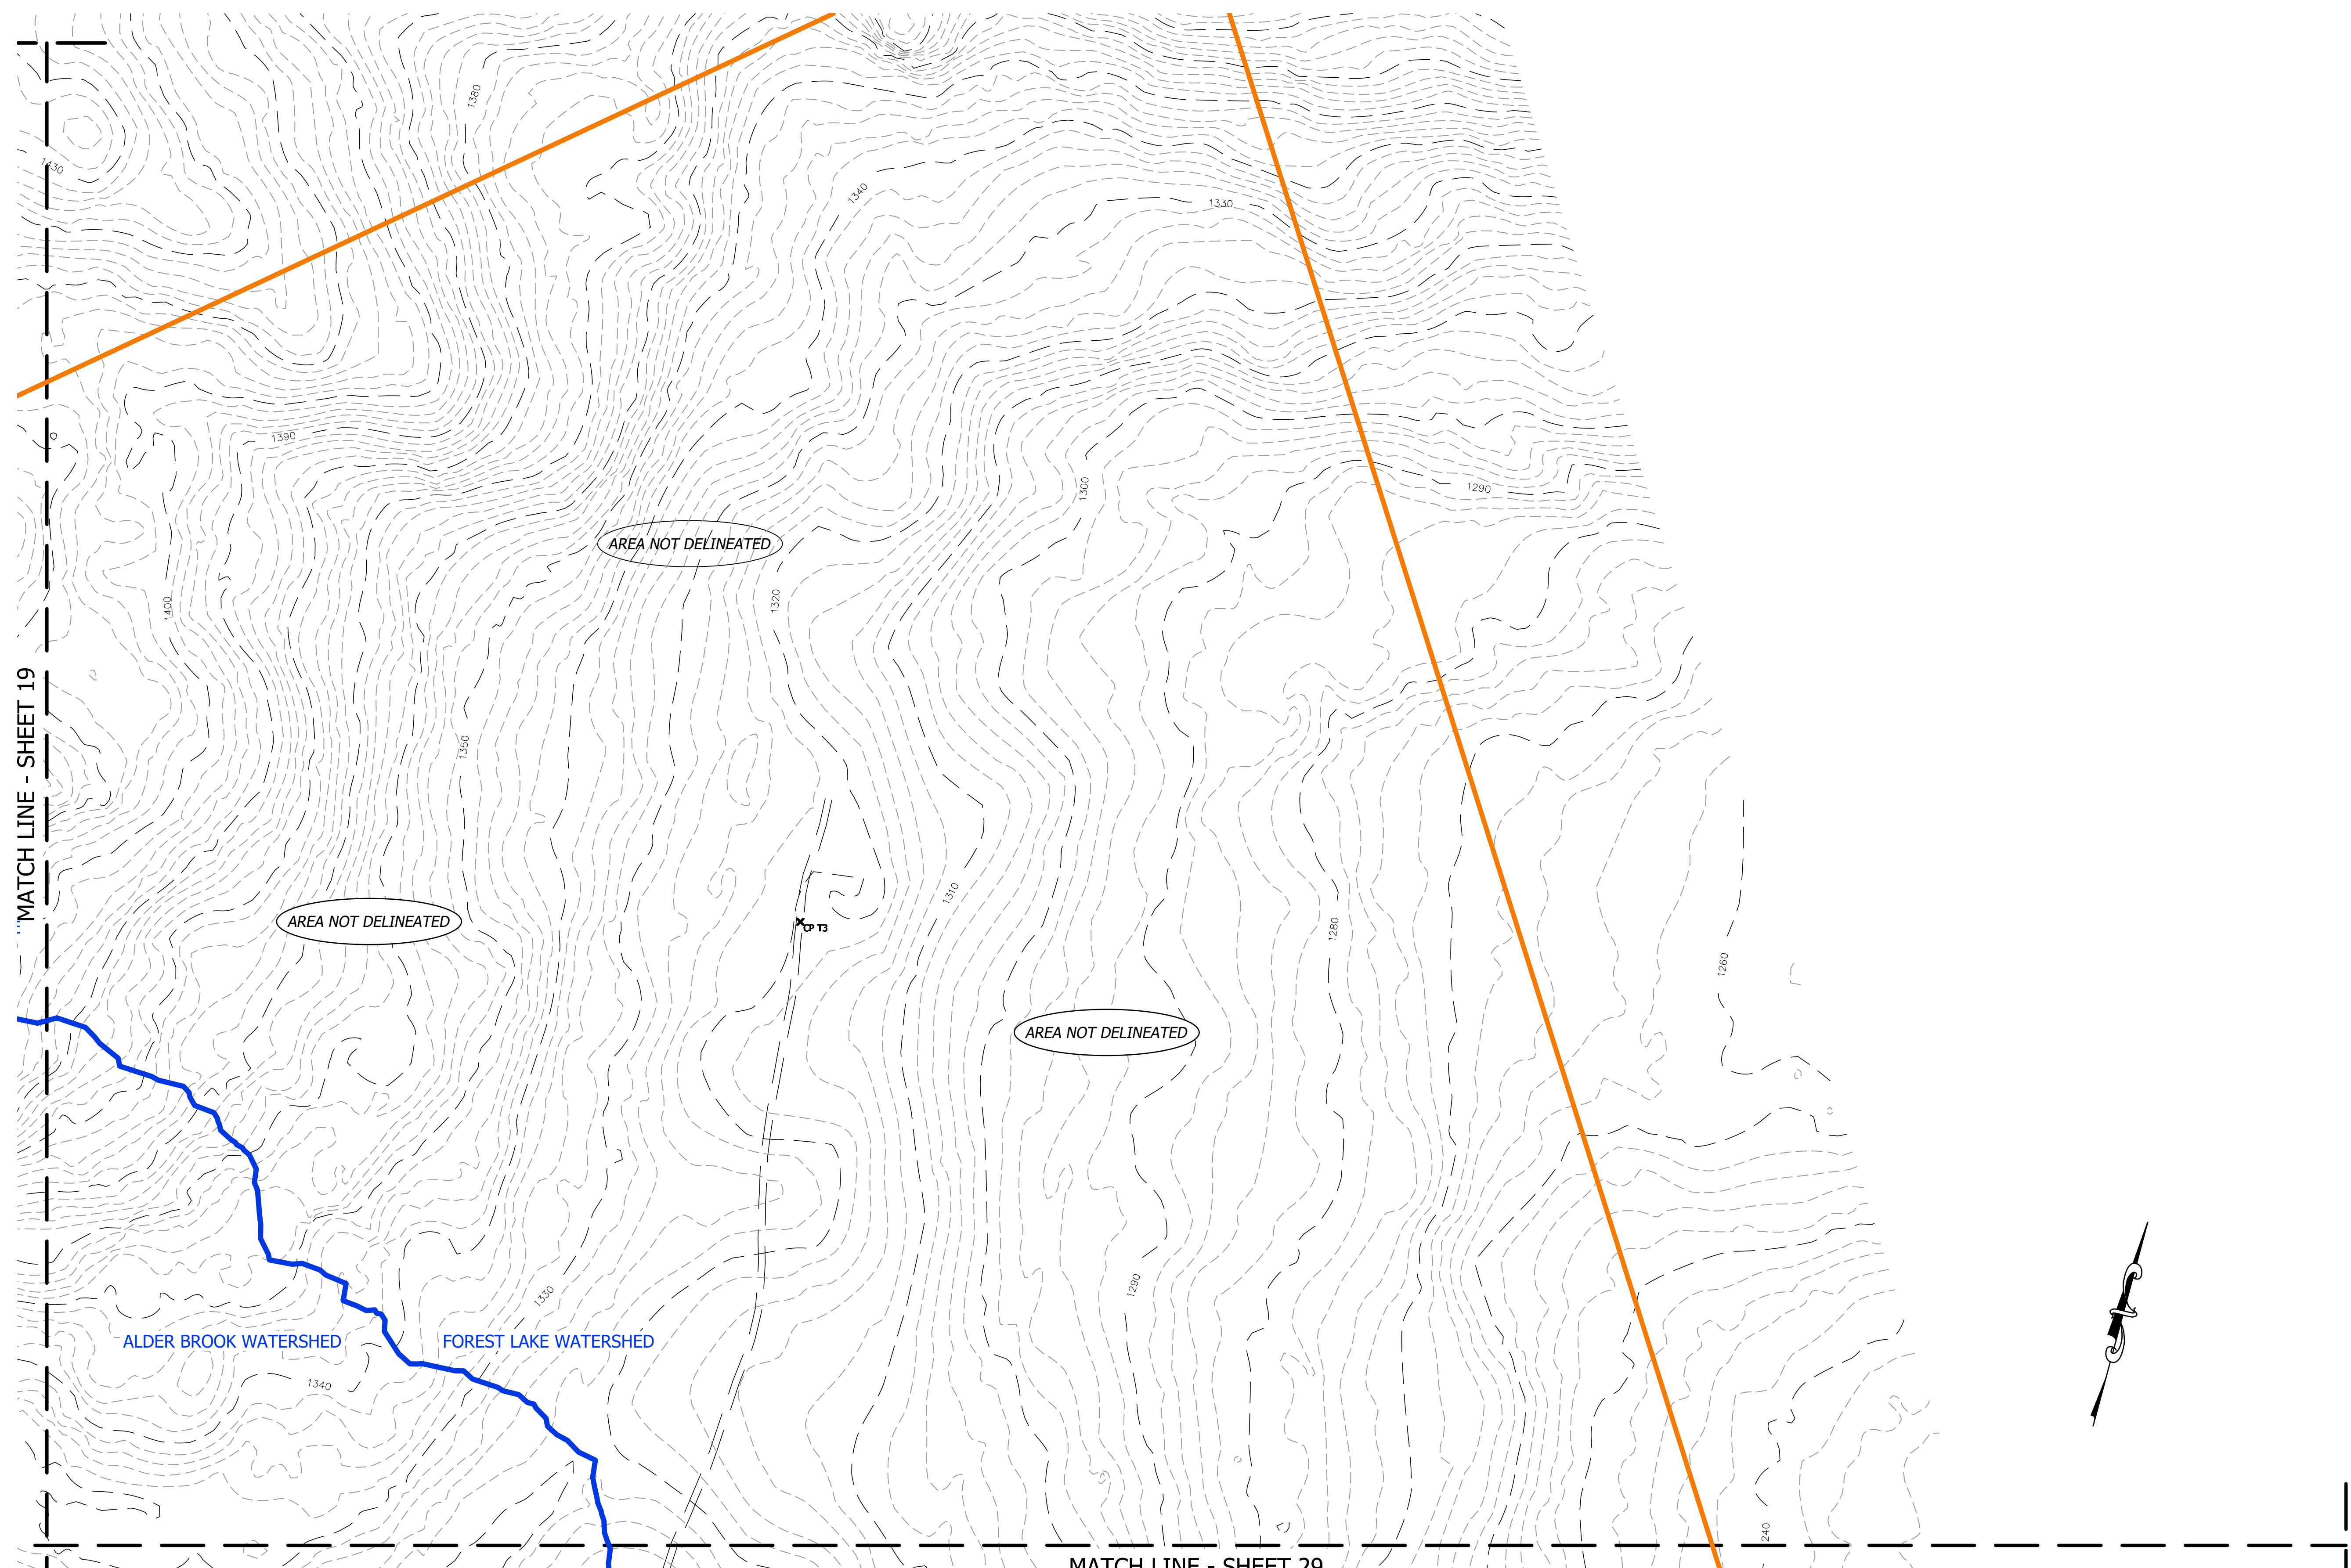 1380
1430
1340
1330
1390
1300
1290
AREA NOT DELINEATED
1320
1400
MATCH LINE - SHEET 19
1350
1310
AREA NOT DELINEATED
CP T3
1280
1260
AREA NOT DELINEATED
1290
1330
ALDER BROOK WATERSHED
FOREST LAKE WATERSHED
1340
240
MATCH LINE - SHEET 29